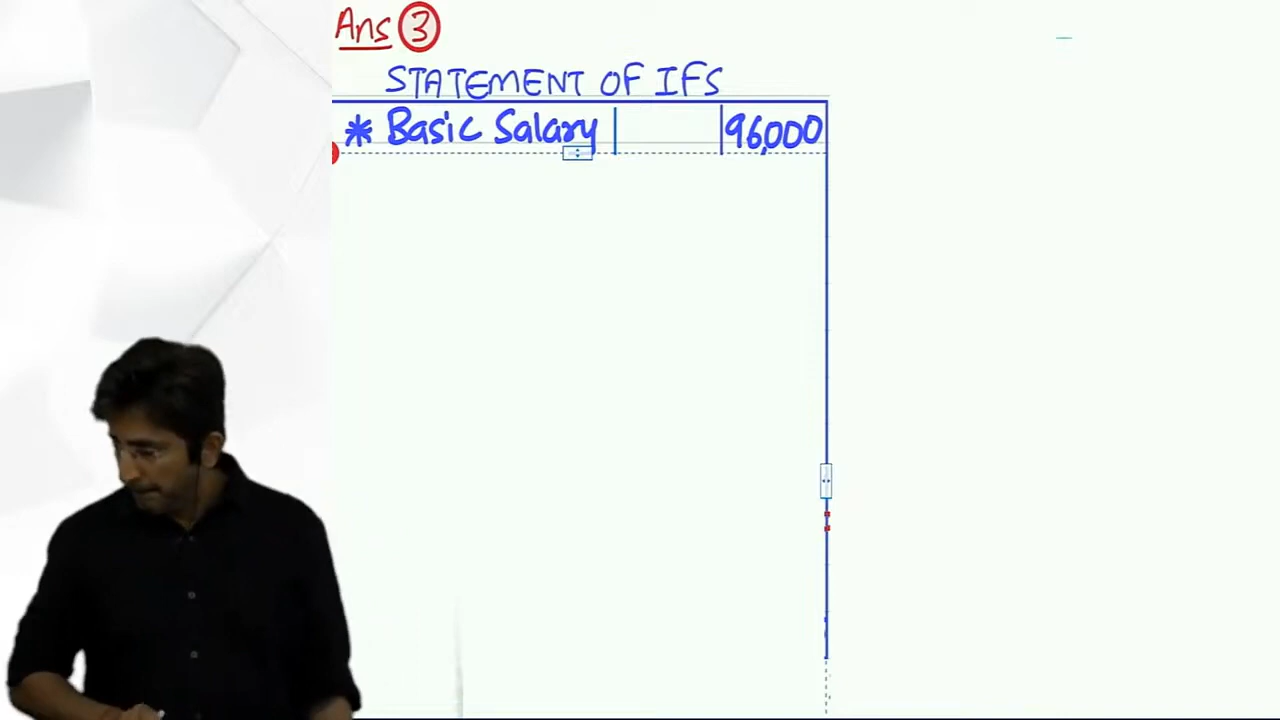 Ans ③
STATEMENT OF IFS
* Basic Salary 96,000